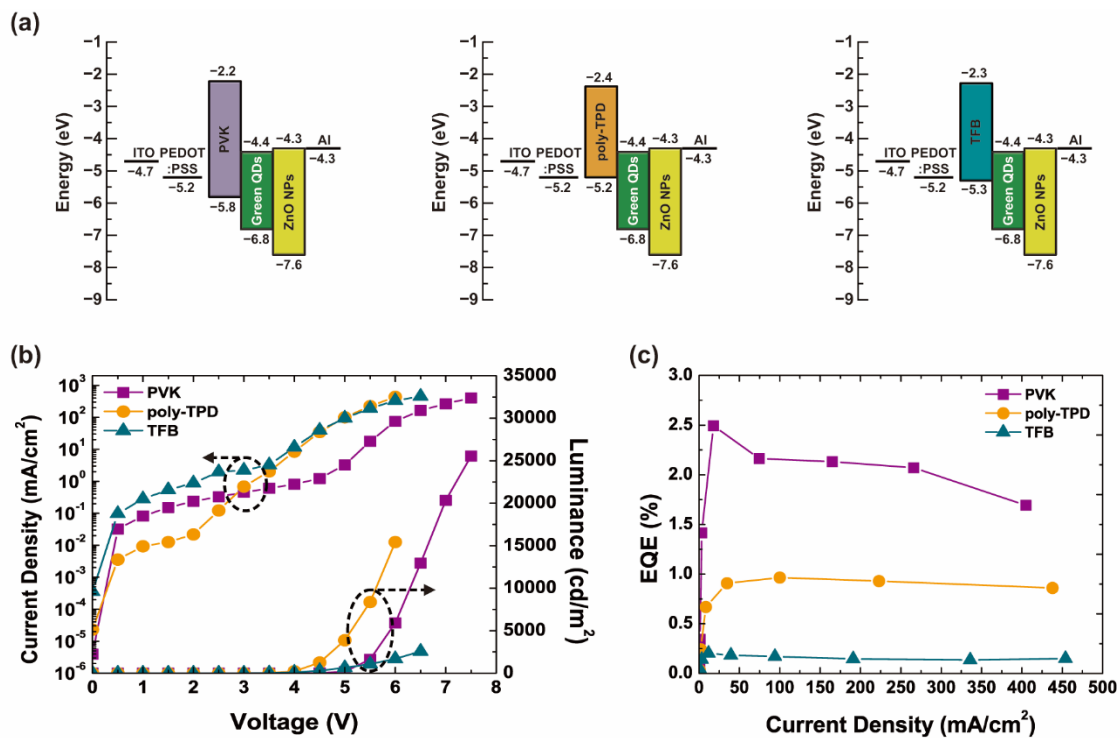 (a)
−1
−2
−3
−4
−5
−6
−7
−8
−9
Energy (eV)
ITO
−4.7
PEDOT
:PSS
−5.2
−2.2
PVK
−5.8
−4.4
Green QDs
−6.8
−4.3
ZnO NPs
−7.6
Al
−4.3
−1
−2
−3
−4
−5
−6
−7
−8
−9
Energy (eV)
ITO
−4.7
PEDOT
:PSS
−5.2
−2.4
poly-TPD
−5.2
−4.4
Green QDs
−6.8
−4.3
ZnO NPs
−7.6
Al
−4.3
−1
−2
−3
−4
−5
−6
−7
−8
−9
Energy (eV)
ITO
−4.7
PEDOT
:PSS
−5.2
−2.3
TFB
−5.3
−4.4
Green QDs
−6.8
−4.3
ZnO NPs
−7.6
Al
−4.3
(b)
Current Density (mA/cm²)
10³
10²
10¹
10⁰
10⁻¹
10⁻²
10⁻³
10⁻⁴
10⁻⁵
10⁻⁶
PVK
poly-TPD
TFB
35000
30000
25000
20000
15000
10000
5000
0
Luminance (cd/m²)
0 1 2 3 4 5 6 7 8
Voltage (V)
(c)
EQE (%)
3.0
2.5
2.0
1.5
1.0
0.5
0.0
PVK
poly-TPD
TFB
0 50 100 150 200 250 300 350 400 450 500
Current Density (mA/cm²)